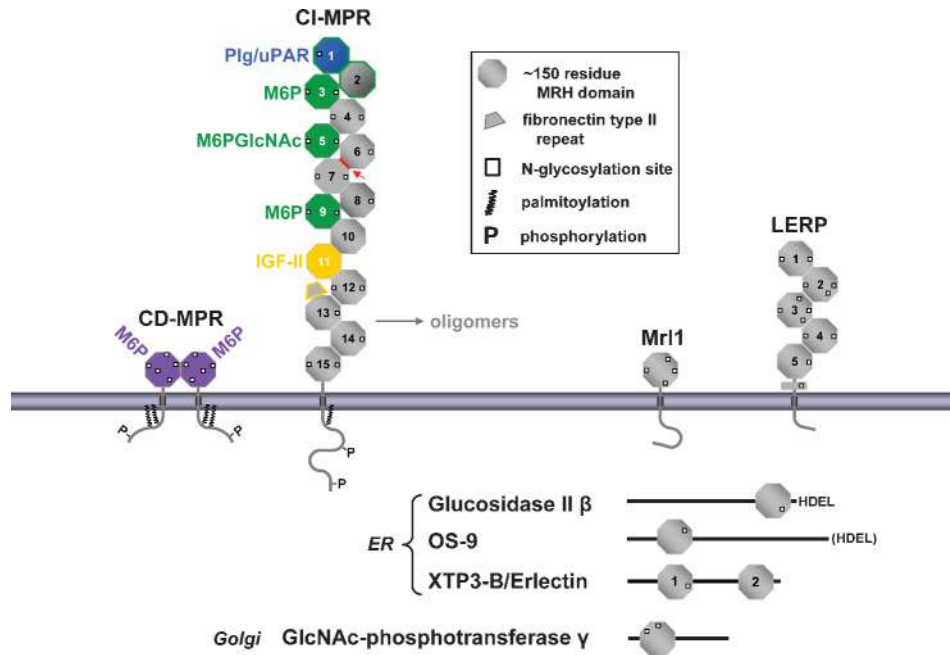 CI-MPR
Plg/uPAR
1
2
M6P
3
4
M6PGlcNAc
5
6
7
8
M6P
9
10
IGF-II
11
12
13
14
15
oligomers
~150 residue
MRH domain
fibronectin type II
repeat
N-glycosylation site
palmitoylation
P phosphorylation
CD-MPR
M6P
M6P
P
P
P
P
Mrl1
LERP
1
2
3
4
5
ER
Glucosidase II β
HDEL
OS-9
(HDEL)
XTP3-B/Erlectin
1
2
Golgi GlcNAc-phosphotransferase γ